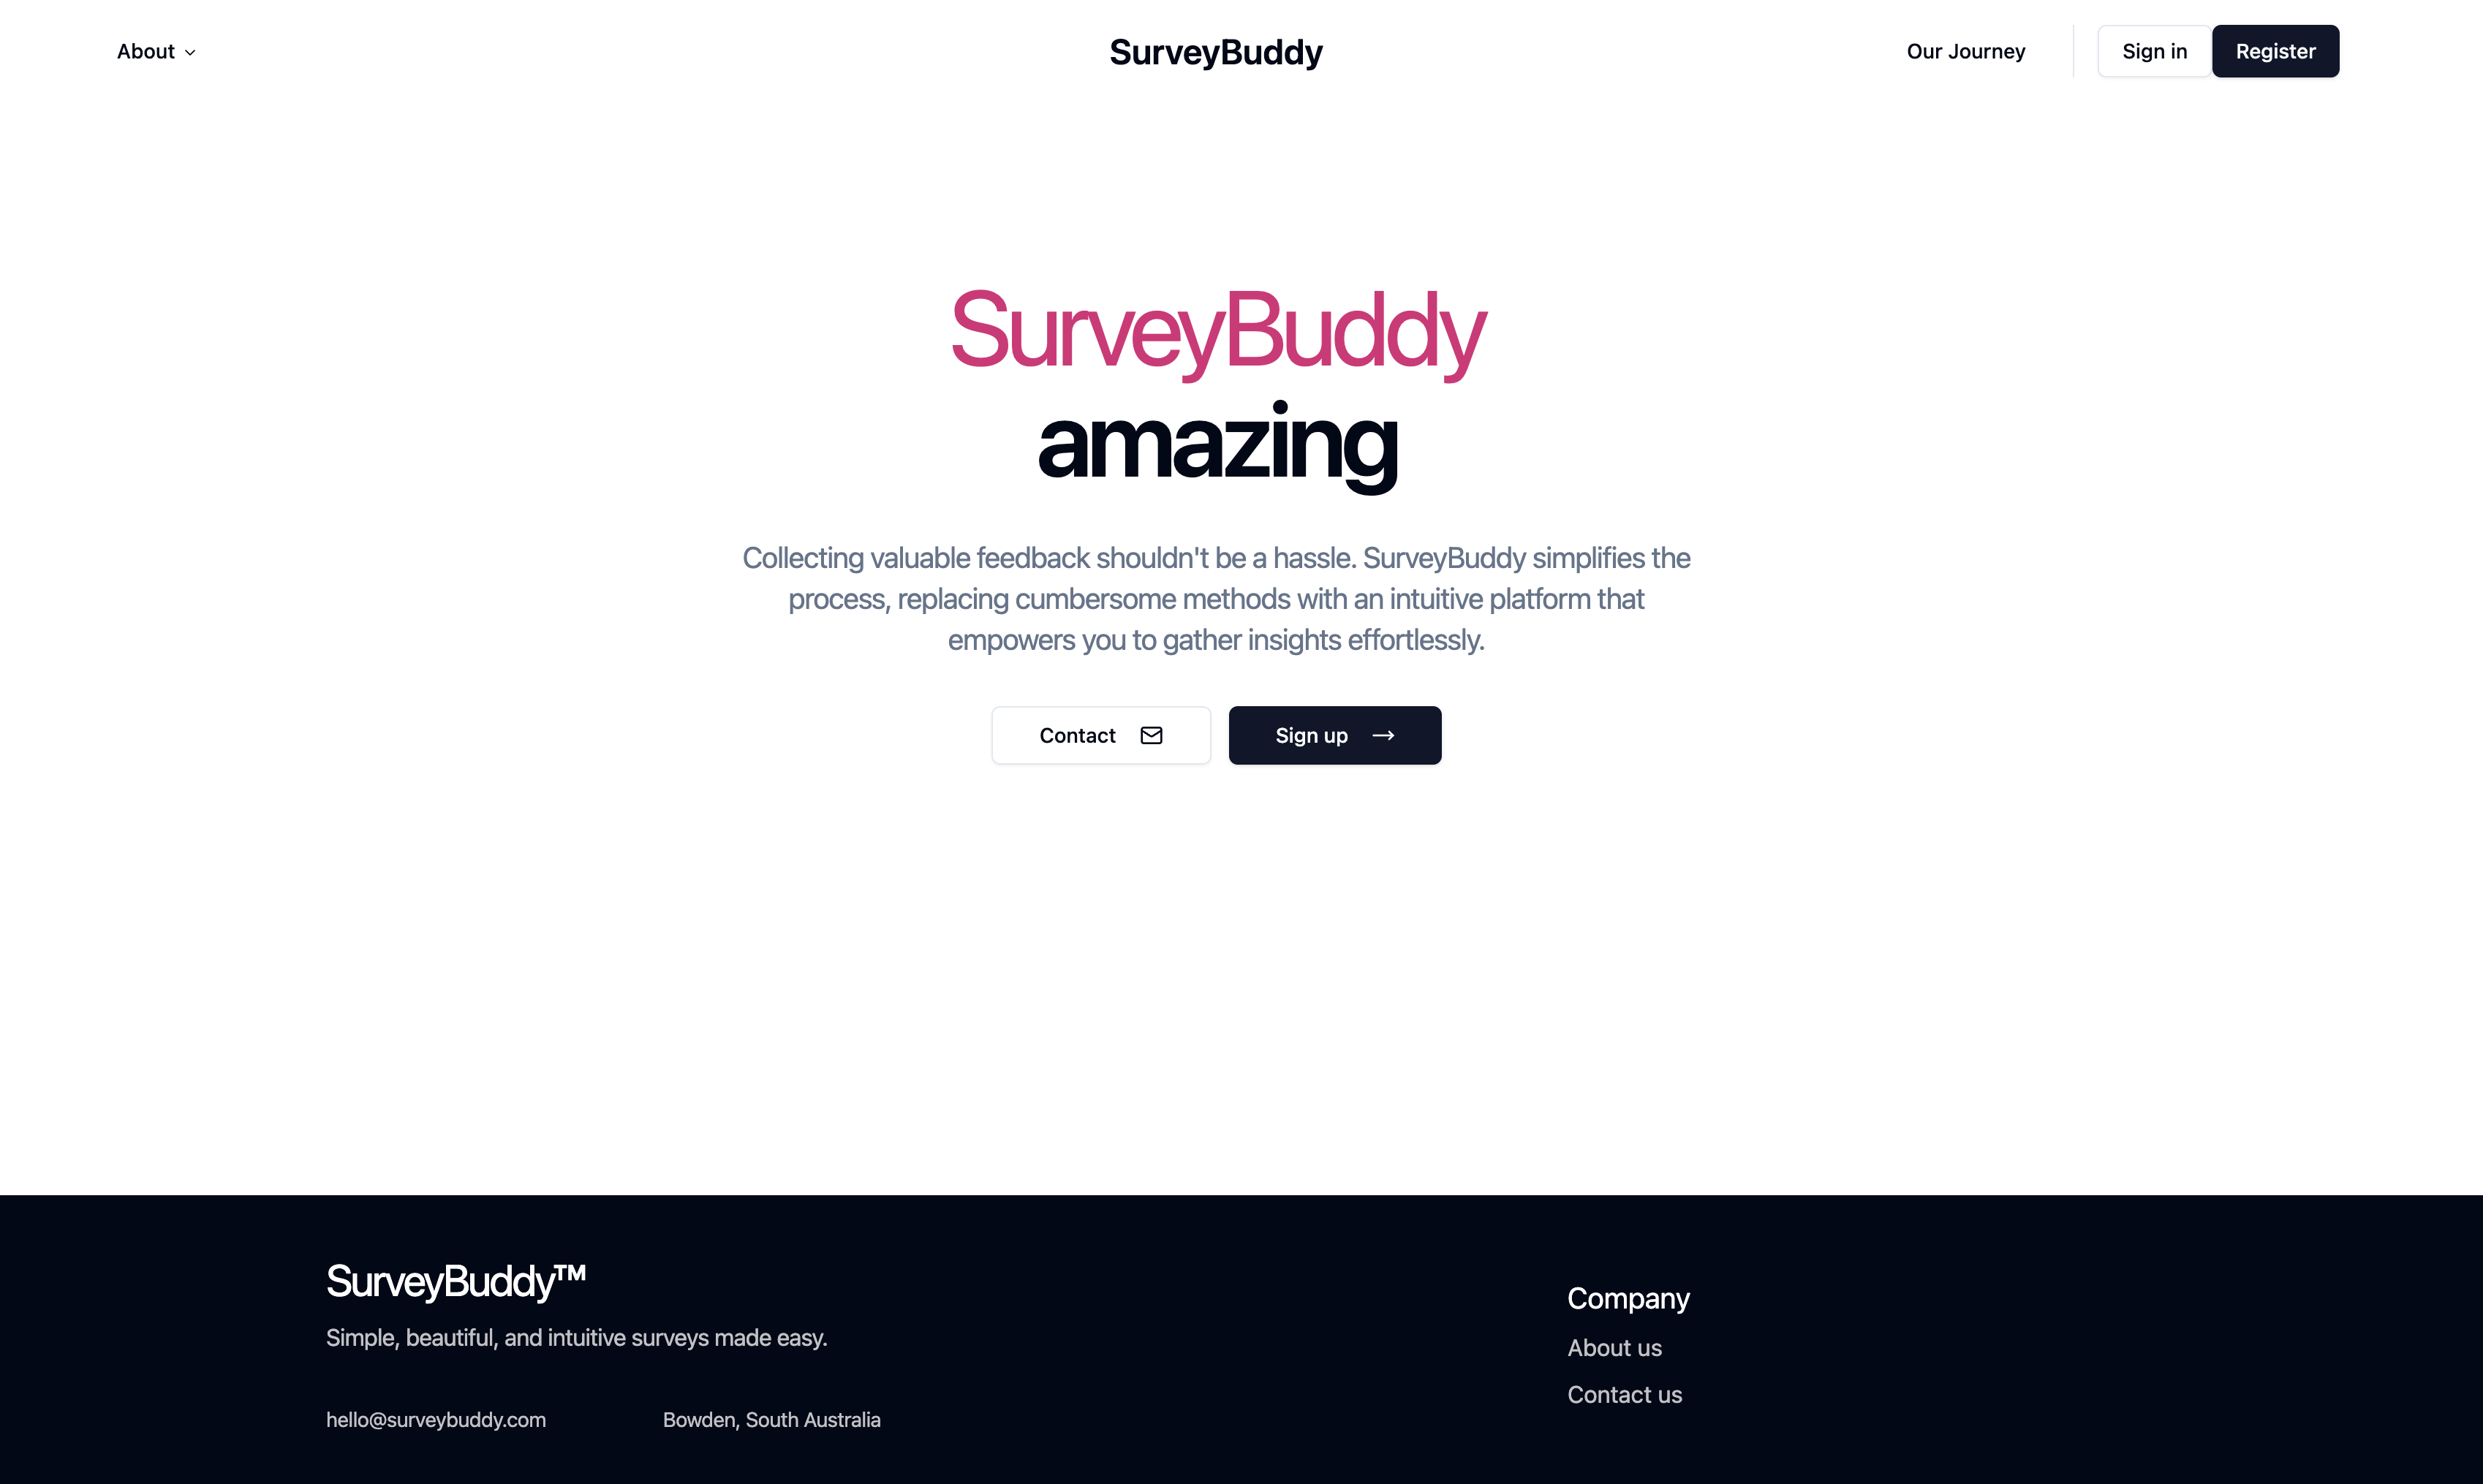 About
SurveyBuddy
Our Journey
Sign in
Register
SurveyBuddy
amazing
Collecting valuable feedback shouldn't be a hassle. SurveyBuddy simplifies the
process, replacing cumbersome methods with an intuitive platform that
empowers you to gather insights effortlessly.
Contact
Sign up
SurveyBuddy™
Simple, beautiful, and intuitive surveys made easy.
hello@surveybuddy.com
Bowden, South Australia
Company
About us
Contact us